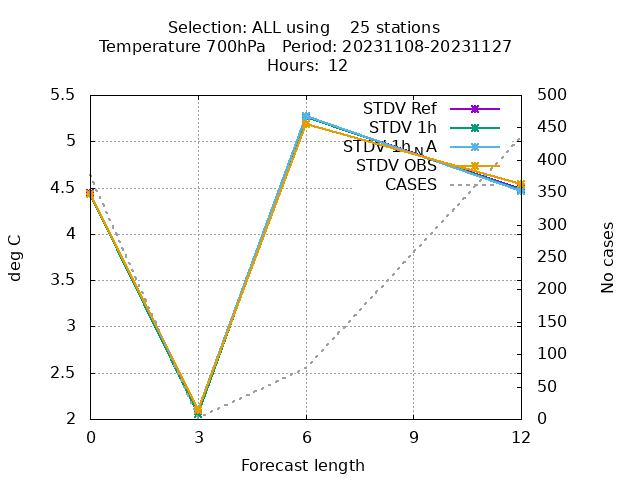 Selection: ALL using    25 stations
Temperature 700hPa   Period: 20231108-20231127
Hours: 12
5.5
5
4.5
4
3.5
3
2.5
2
500
450
400
350
300
250
200
150
100
50
0
0
3
6
9
12
deg C
No cases
Forecast length
STDV Ref
STDV 1h
STDV 1h_NA
STDV OBS
CASES